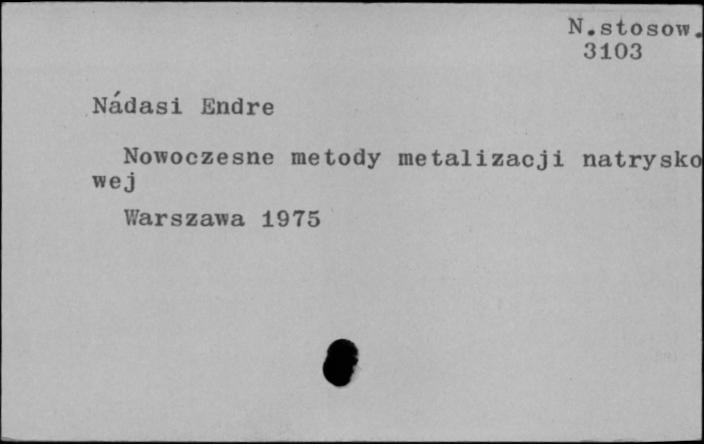 N.stosow.
3103
Nádasi Endre
Nowoczesne metody metalizacji natrysko
wej
Warszawa 1975